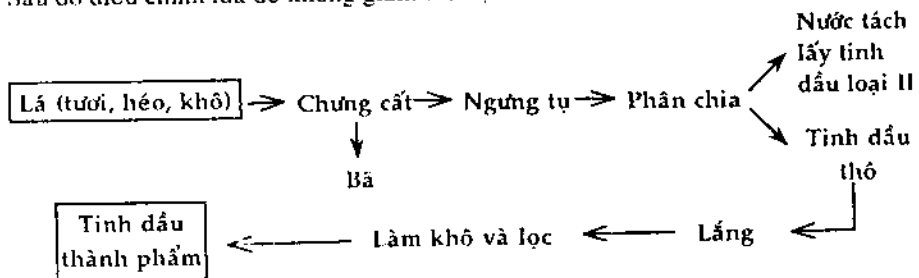 Nước tách
lấy tinh
dầu loại II
Lá (tươi, héo, khô) → Chưng cất → Ngưng tụ → Phân chia
Tinh dầu
thô
Bã
Tinh dầu
thành phẩm
Làm khô và lọc
Lắng